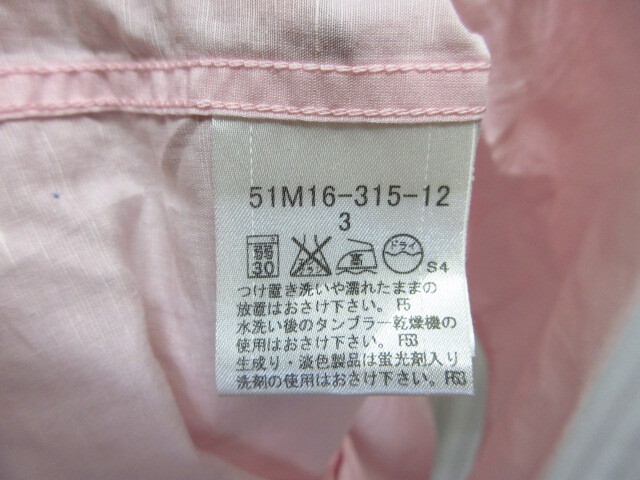 51M16-315-12
3
弱 30 エンソ 高 ドライ S4
つけ置き洗いや濡れたままの
放置はおさけ下さい。 F5
水洗い後のタンブラー乾燥機の
使用はおさけ下さい。 F53
生成り・淡色製品は蛍光剤入り
洗剤の使用はおさけ下さい。 F63